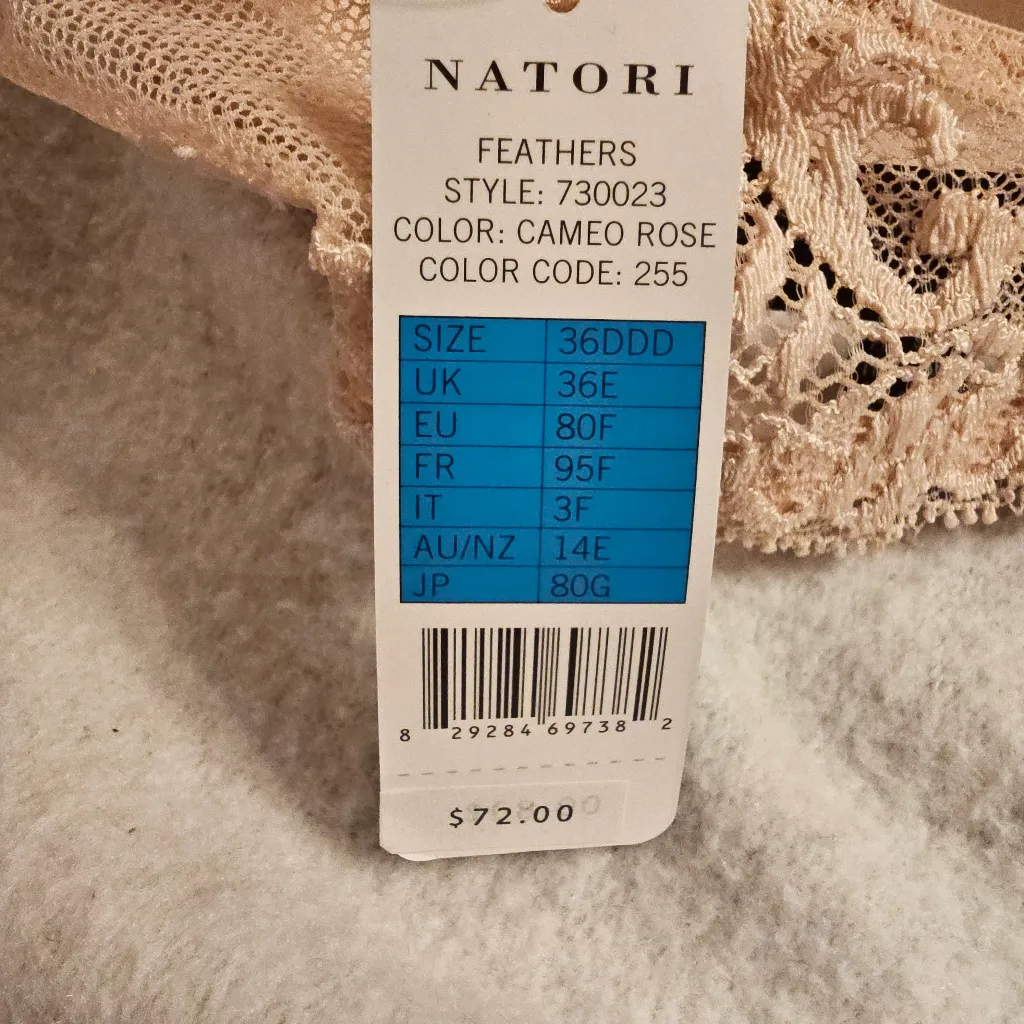 NATORI
FEATHERS
STYLE: 730023
COLOR: CAMEO ROSE
COLOR CODE: 255
SIZE 36DDD
UK 36E
EU 80F
FR 95F
IT 3F
AU/NZ 14E
JP 80G
8 29284 69738 2
$72.00